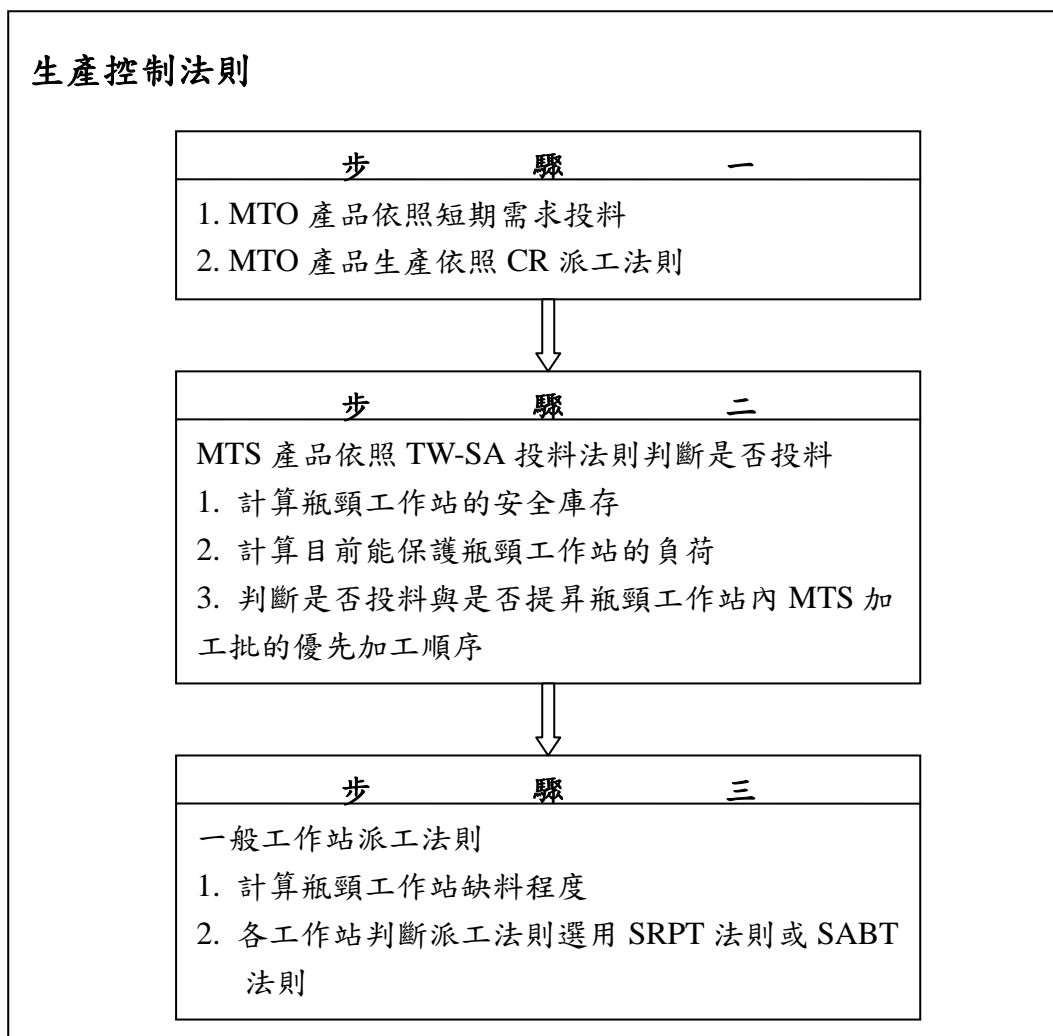 生產控制法則
步 驟 一
1. MTO 產品依照短期需求投料
2. MTO 產品生產依照 CR 派工法則
步 驟 二
MTS 產品依照 TW-SA 投料法則判斷是否投料
1. 計算瓶頸工作站的安全庫存
2. 計算目前能保護瓶頸工作站的負荷
3. 判斷是否投料與是否提昇瓶頸工作站內 MTS 加
工批的優先加工順序
步 驟 三
一般工作站派工法則
1. 計算瓶頸工作站缺料程度
2. 各工作站判斷派工法則選用 SRPT 法則或 SABT
法則